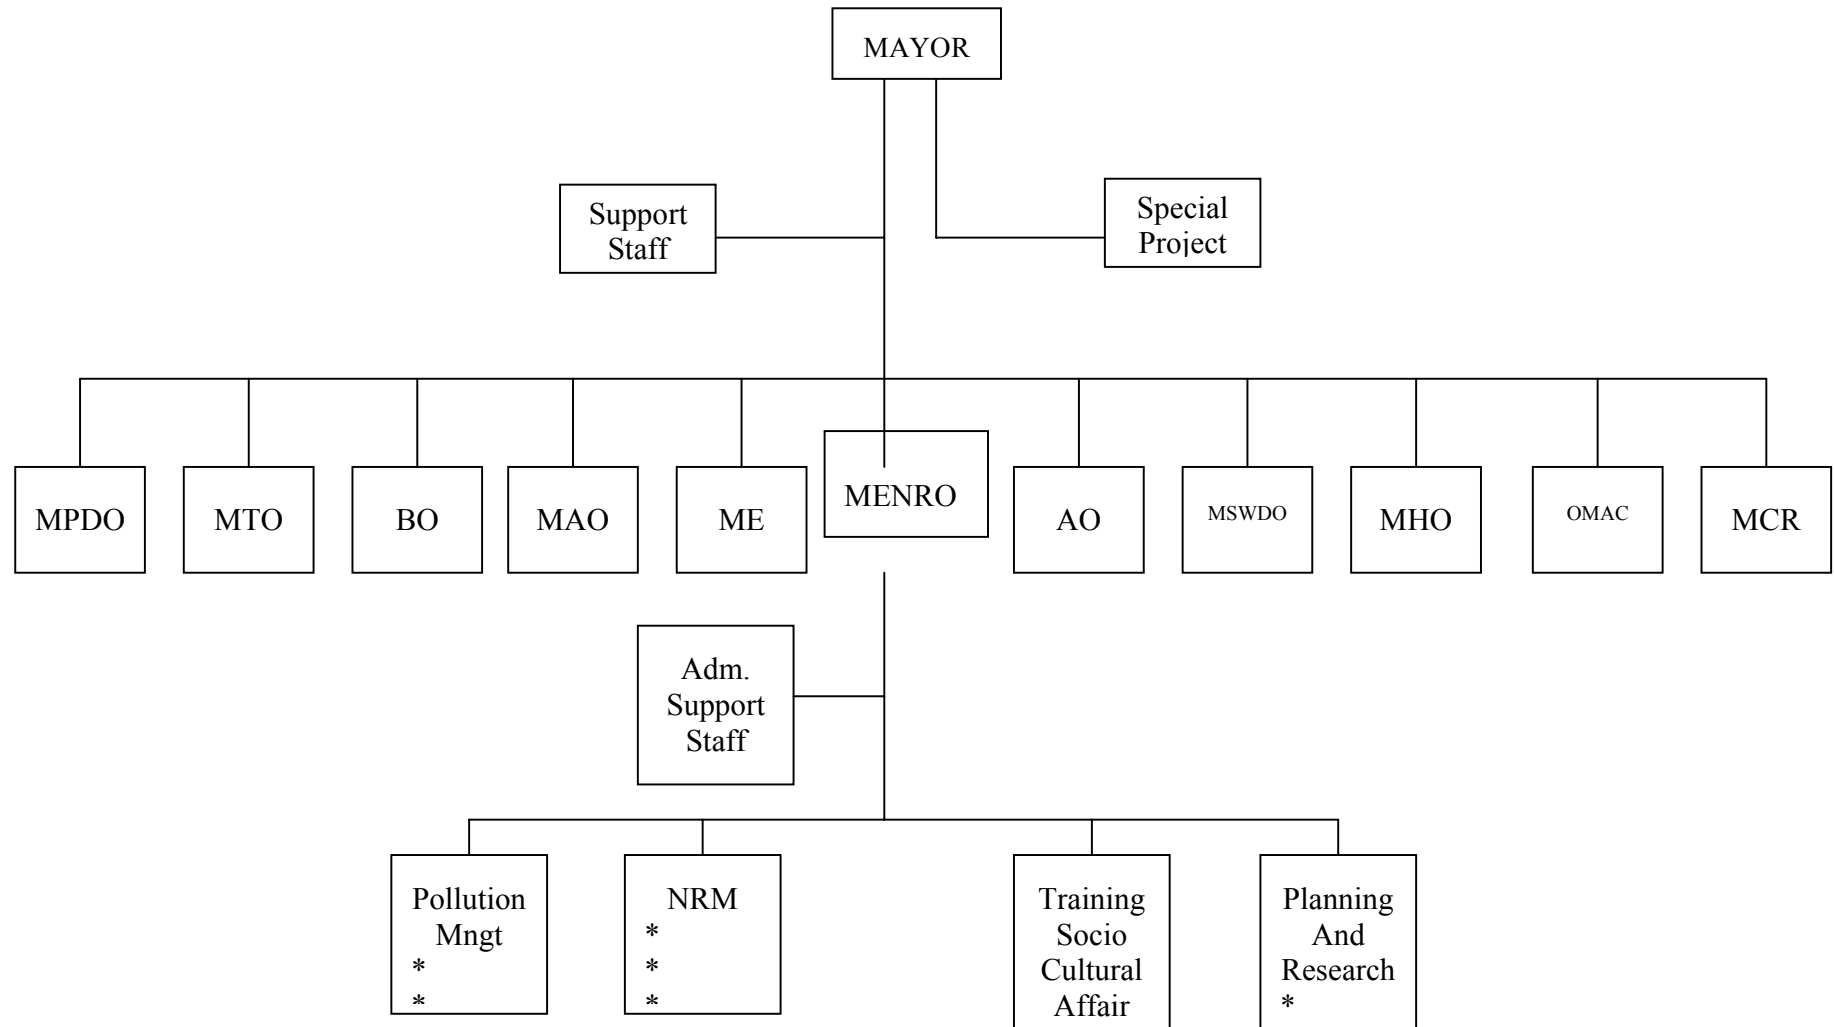 MAYOR
Support
Staff
Special
Project
MPDO
MTO
BO
MAO
ME
MENRO
AO
MSWDO
MHO
OMAC
MCR
Adm.
Support
Staff
Pollution
Mngt
*
*
NRM
*
*
*
Training
Socio
Cultural
Affair
Planning
And
Research
*